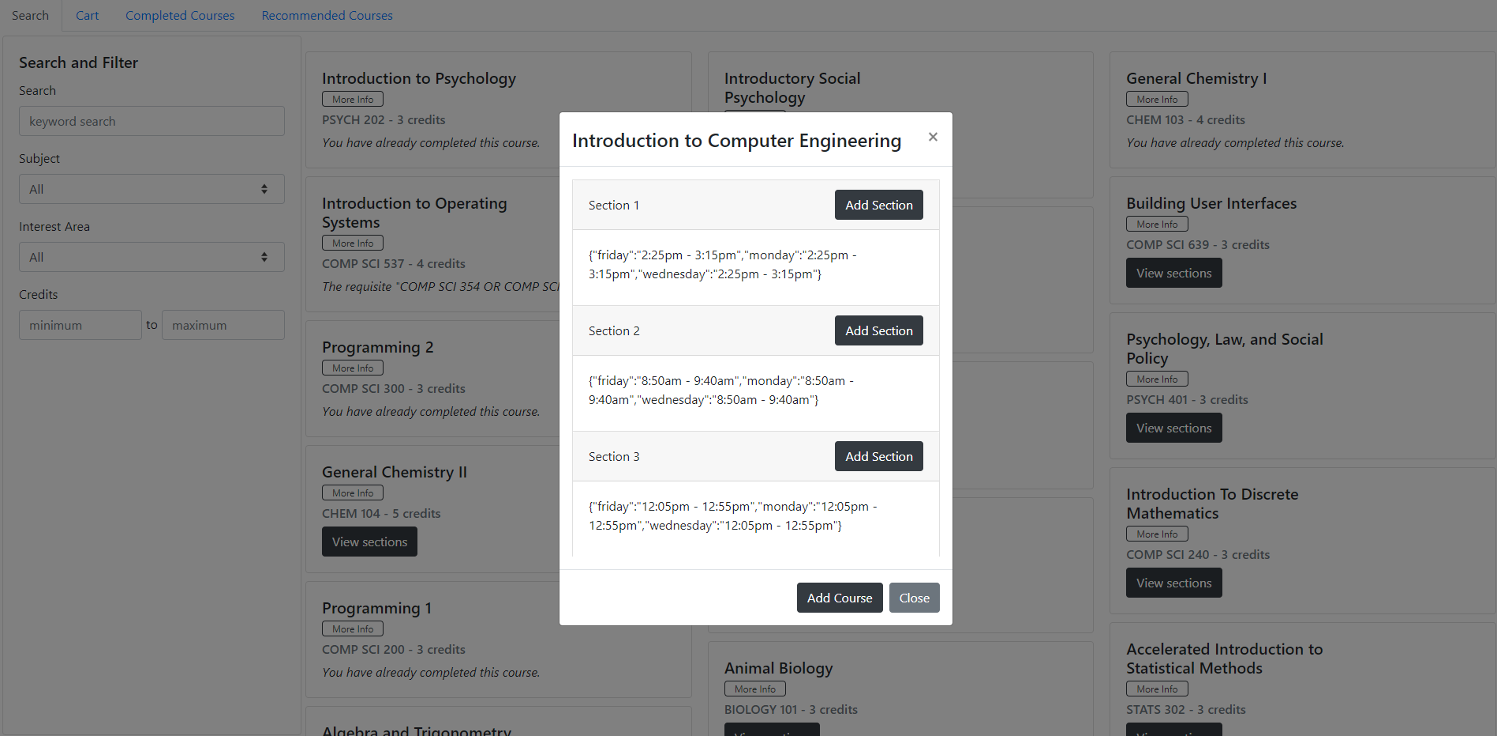 Search
Cart
Completed Courses
Recommended Courses
Search and Filter
Search
keyword search
Subject
All
Interest Area
All
Credits
minimum
to
maximum
Introduction to Psychology
More Info
PSYCH 202 - 3 credits
You have already completed this course.
Introduction to Operating
Systems
More Info
COMP SCI 537 - 4 credits
The requisite "COMP SCI 354 OR COMP SCI
Programming 2
More Info
COMP SCI 300 - 3 credits
You have already completed this course.
General Chemistry II
More Info
CHEM 104 - 5 credits
View sections
Programming 1
More Info
COMP SCI 200 - 3 credits
You have already completed this course.
Algebra and Trigonometry
Introductory Social
Psychology
Introduction to Computer Engineering
×
Section 1
Add Section
{"friday":"2:25pm - 3:15pm","monday":"2:25pm -
3:15pm","wednesday":"2:25pm - 3:15pm"}
Section 2
Add Section
{"friday":"8:50am - 9:40am","monday":"8:50am -
9:40am","wednesday":"8:50am - 9:40am"}
Section 3
Add Section
{"friday":"12:05pm - 12:55pm","monday":"12:05pm -
12:55pm","wednesday":"12:05pm - 12:55pm"}
Add Course
Close
Animal Biology
More Info
BIOLOGY 101 - 3 credits
View sections
General Chemistry I
More Info
CHEM 103 - 4 credits
You have already completed this course.
Building User Interfaces
More Info
COMP SCI 639 - 3 credits
View sections
Psychology, Law, and Social
Policy
More Info
PSYCH 401 - 3 credits
View sections
Introduction To Discrete
Mathematics
More Info
COMP SCI 240 - 3 credits
View sections
Accelerated Introduction to
Statistical Methods
More Info
STATS 302 - 3 credits
View sections